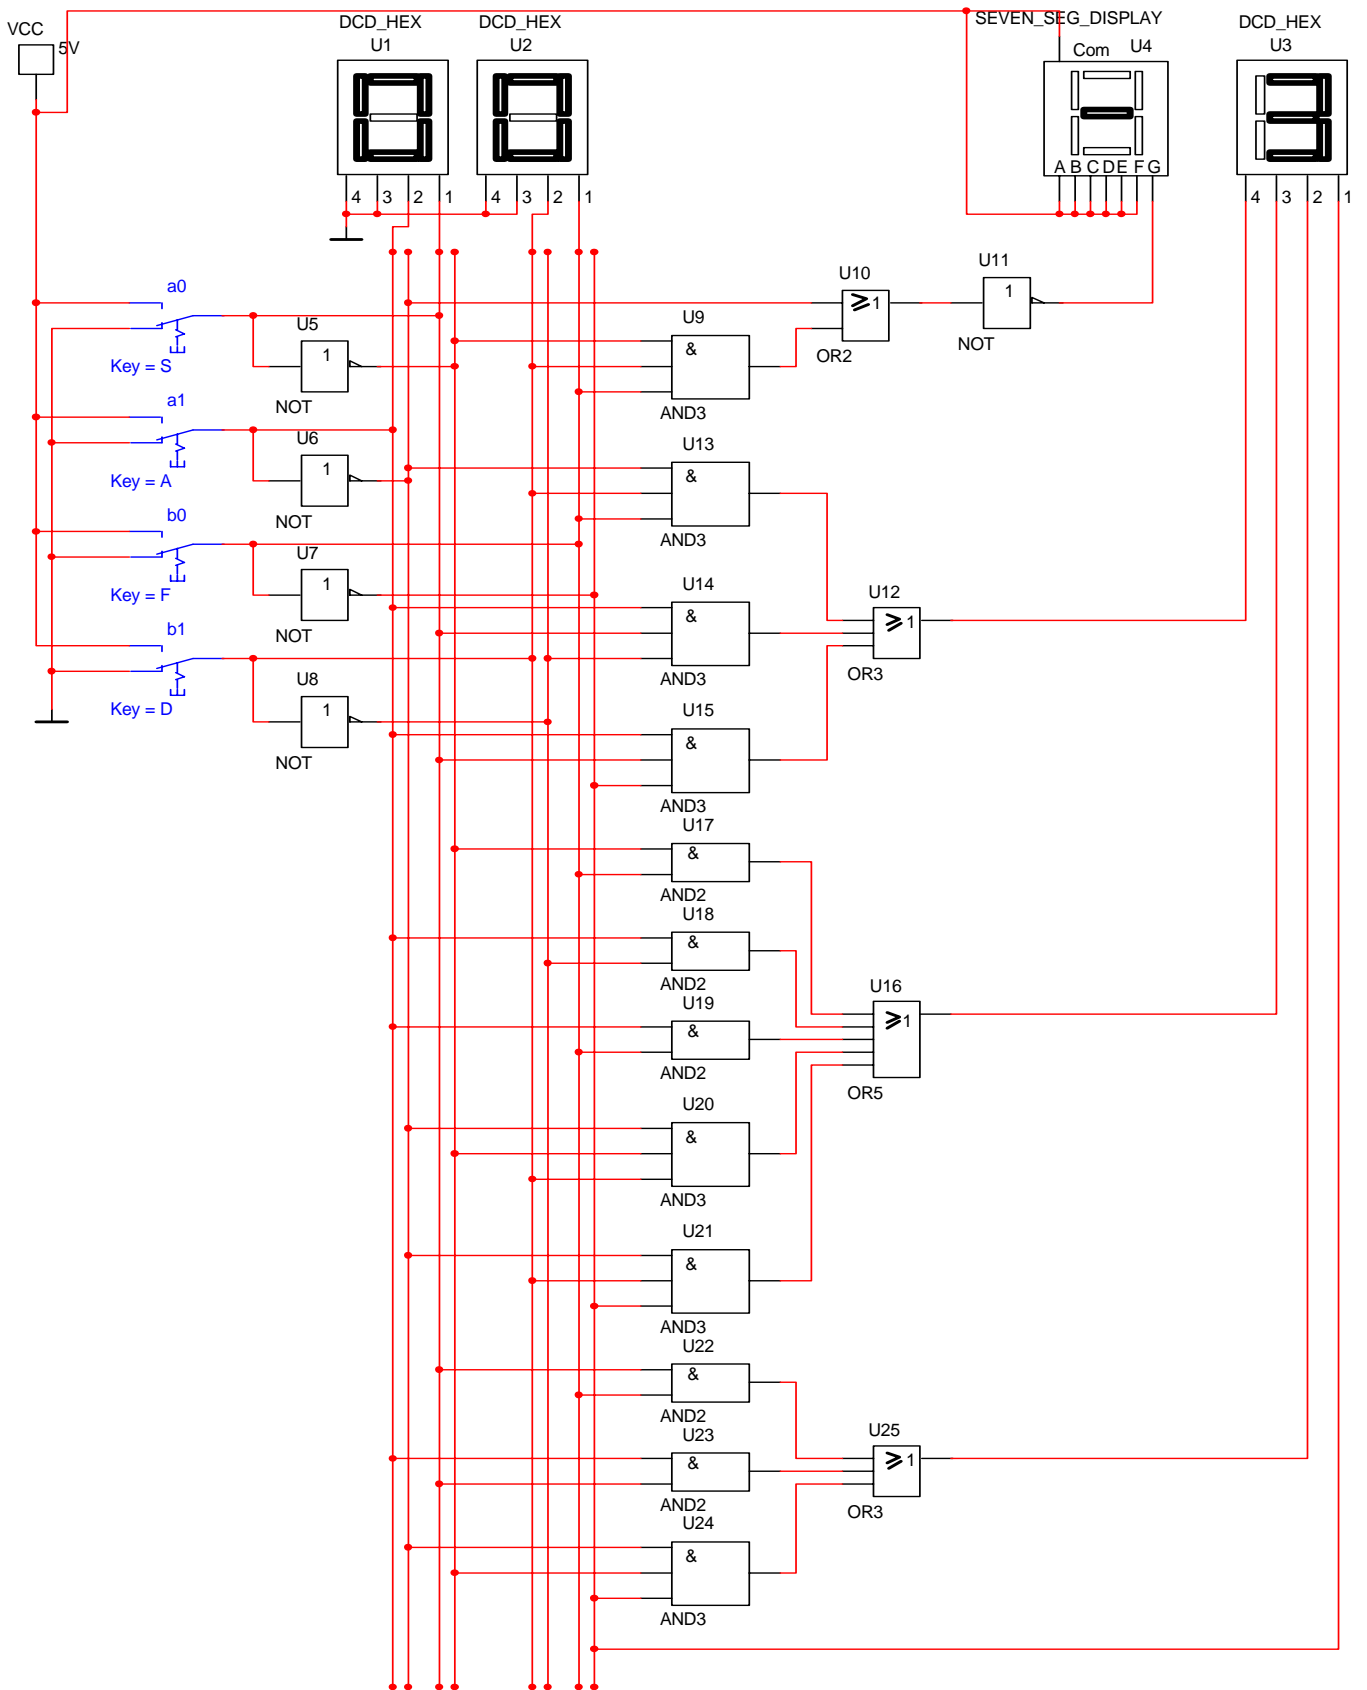 VCC
5V
DCD_HEX
U1
DCD_HEX
U2
SEVEN_SEG_DISPLAY
Com U4
DCD_HEX
U3
A B C D E F G
4 3 2 1
4 3 2 1
4 3 2 1
a0
Key = S
a1
Key = A
b0
Key = F
b1
Key = D
U5
1
NOT
U6
1
NOT
U7
1
NOT
U8
1
NOT
U9
&
AND3
U10
⩾1
OR2
U11
1
NOT
U13
&
AND3
U14
&
AND3
U12
⩾1
OR3
U15
&
AND3
U17
&
AND2
U18
&
AND2
U19
&
AND2
U16
⩾1
OR5
U20
&
AND3
U21
&
AND3
U22
&
AND2
U23
&
AND2
U25
⩾1
OR3
U24
&
AND3